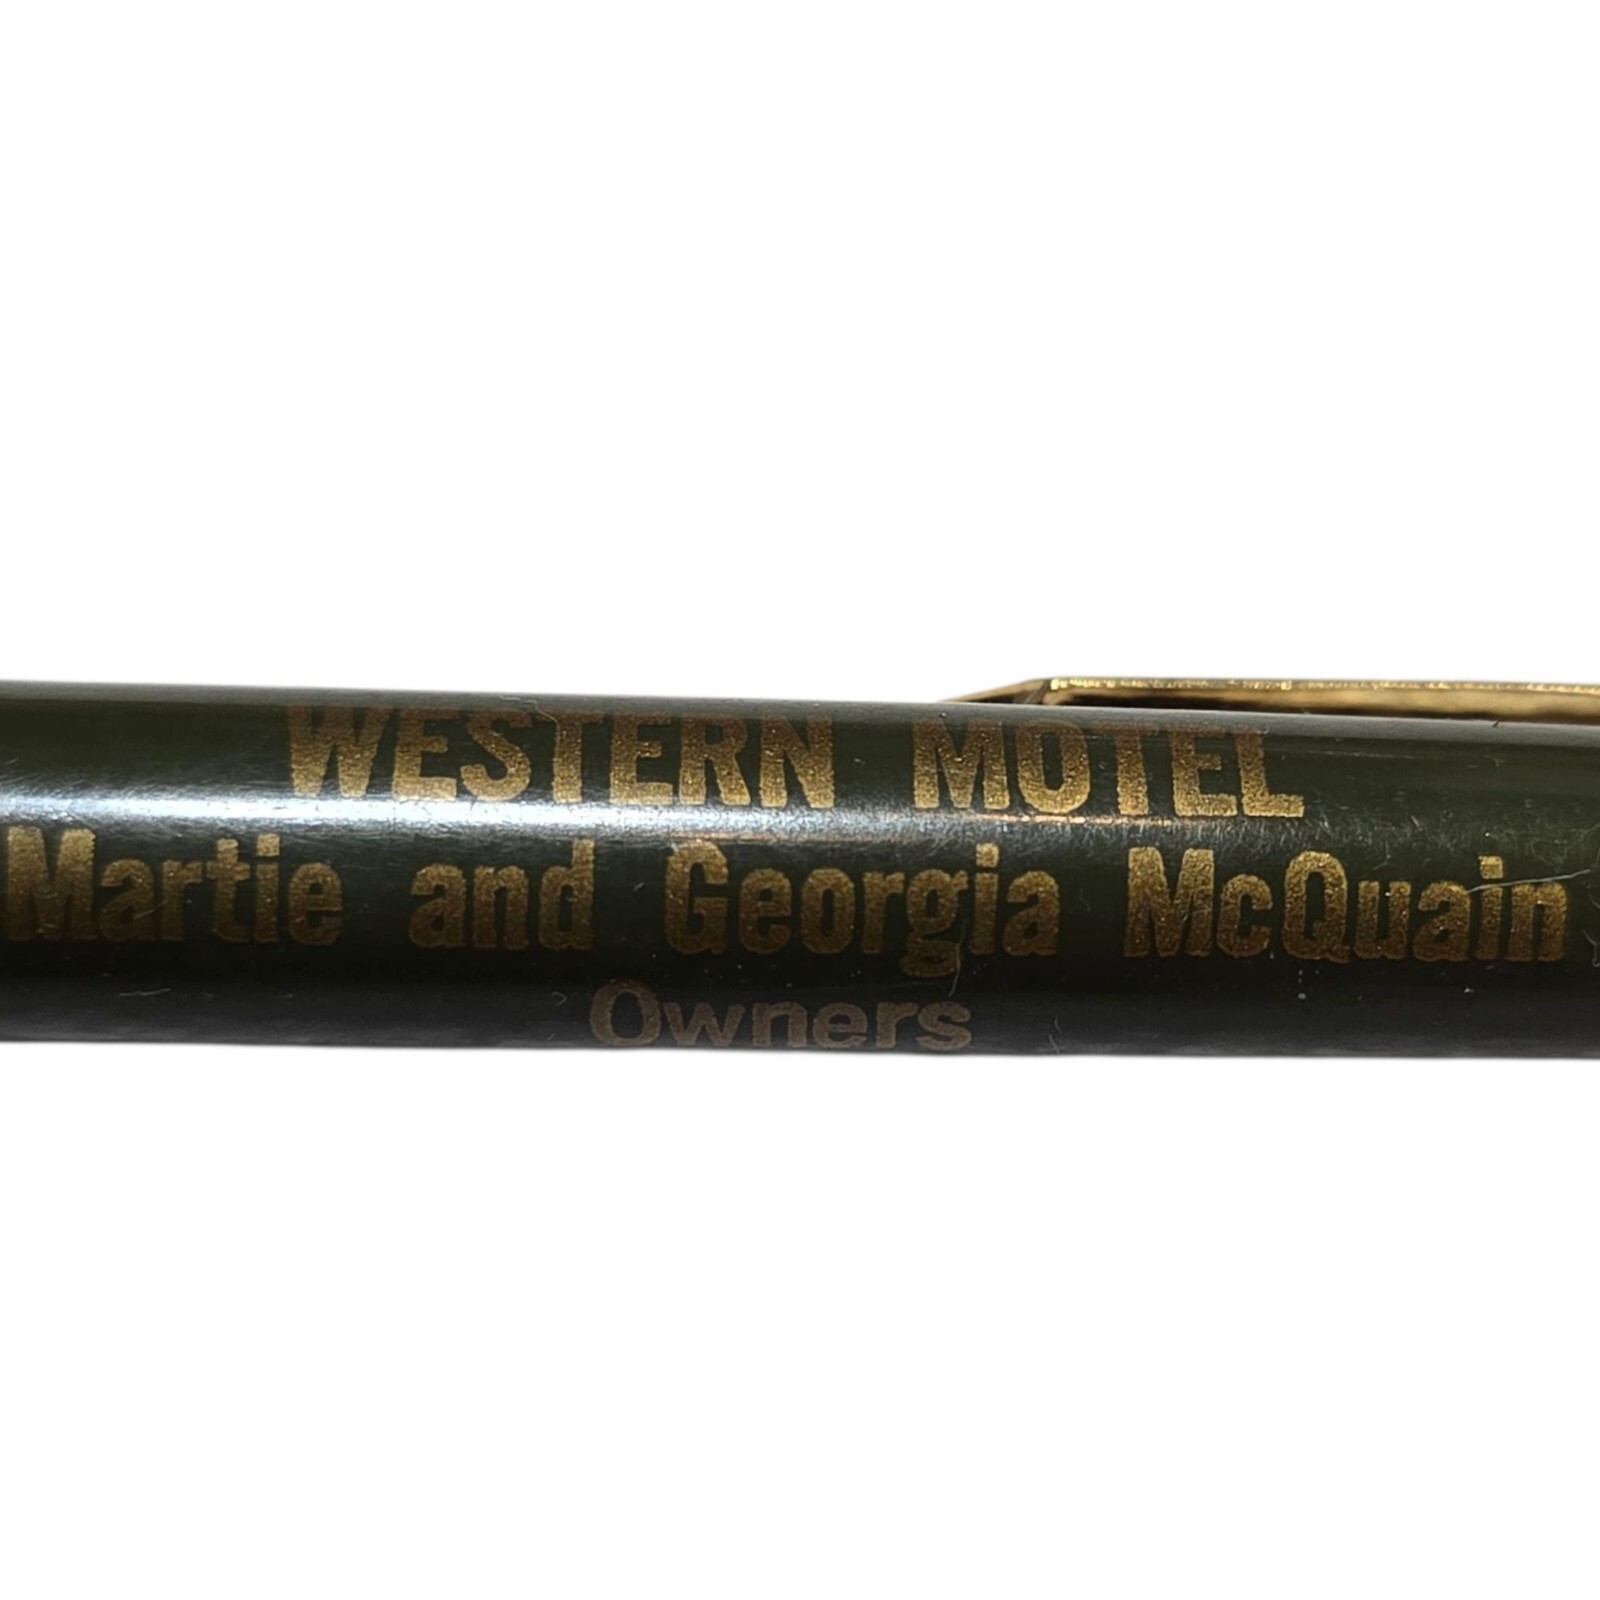 WESTERN MOTEL
Martie and Georgia McQuain
Owners